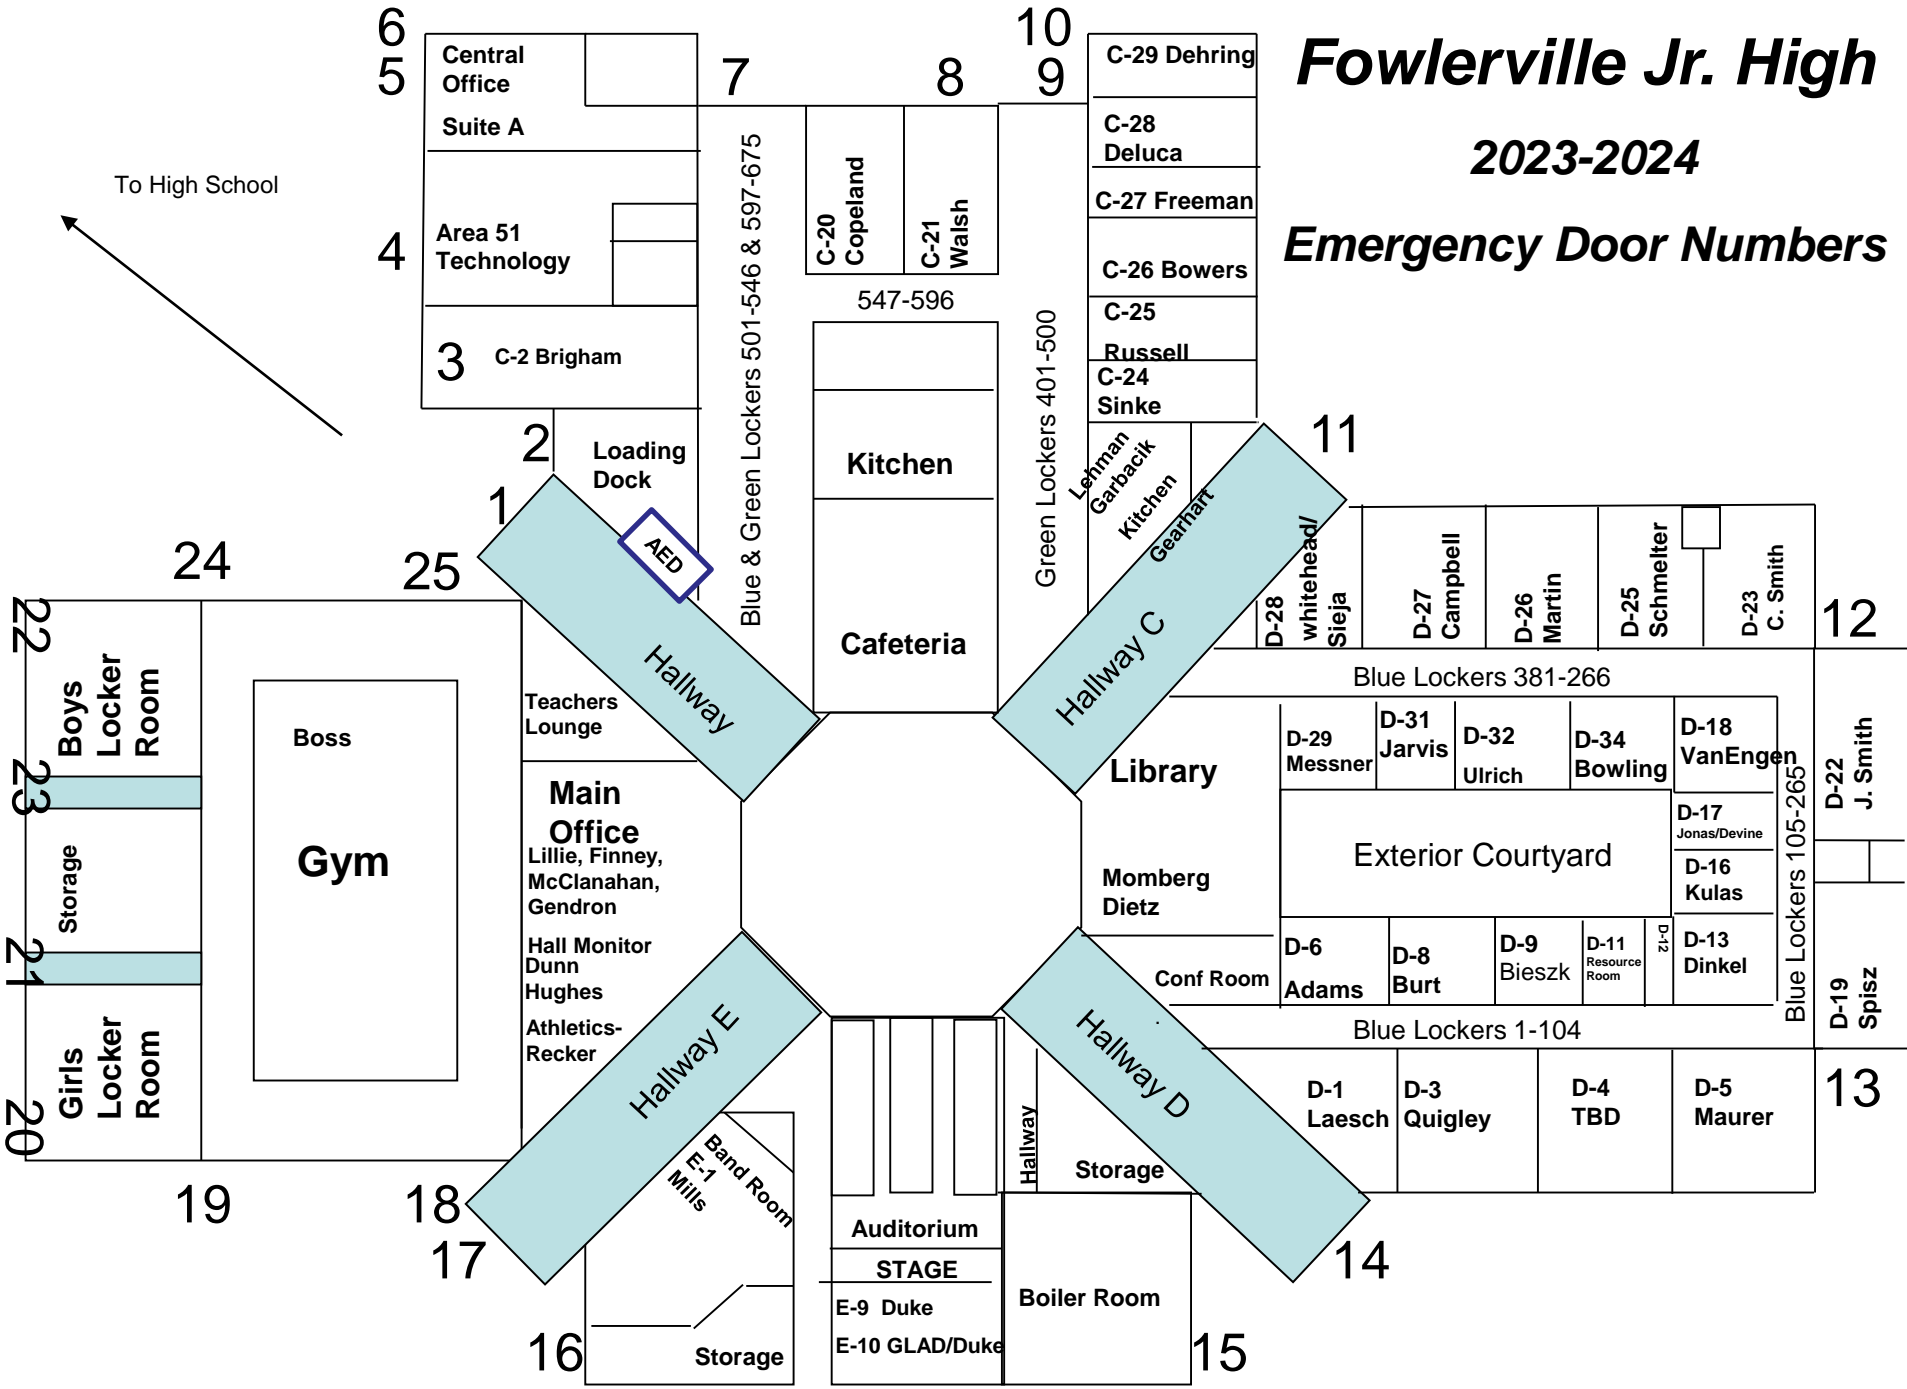 Fowlerville Jr. High
2023-2024
Emergency Door Numbers
To High School
6
5
4
3
2
1
25
24
7
8
10
9
11
12
13
14
15
16
17
18
19
20
21
22
23
Central
Office
Suite A
Area 51
Technology
C-2 Brigham
Loading
Dock
AED
Hallway
Blue & Green Lockers 501-546 & 597-675
C-20
Copeland
C-21
Walsh
547-596
Kitchen
Cafeteria
Green Lockers 401-500
C-29 Dehring
C-28
Deluca
C-27 Freeman
C-26 Bowers
C-25
Russell
C-24
Sinke
Lehman
Garbacik
Kitchen
Gearhart
Hallway C
D-28
whitehead/
Sieja
D-27
Campbell
D-26
Martin
D-25
Schmelter
D-23
C. Smith
Blue Lockers 381-266
Library
Momberg
Dietz
Conf Room
D-29
Messner
D-31
Jarvis
D-32
Ulrich
D-34
Bowling
D-18
VanEngen
D-17
Jonas/Devine
D-16
Kulas
D-13
Dinkel
Exterior Courtyard
D-6
Adams
D-8
Burt
D-9
Bieszk
D-11
Resource
Room
D-12
Blue Lockers 105-265
D-22
J. Smith
D-19
Spisz
Blue Lockers 1-104
D-1
Laesch
D-3
Quigley
D-4
TBD
D-5
Maurer
Hallway D
Hallway
Storage
Boiler Room
Auditorium
STAGE
E-9 Duke
E-10 GLAD/Duke
Hallway E
Band Room
E-1
Mills
Storage
Teachers
Lounge
Main
Office
Lillie, Finney,
McClanahan,
Gendron
Hall Monitor
Dunn
Hughes
Athletics-
Recker
Boss
Gym
Boys
Locker
Room
Storage
Girls
Locker
Room